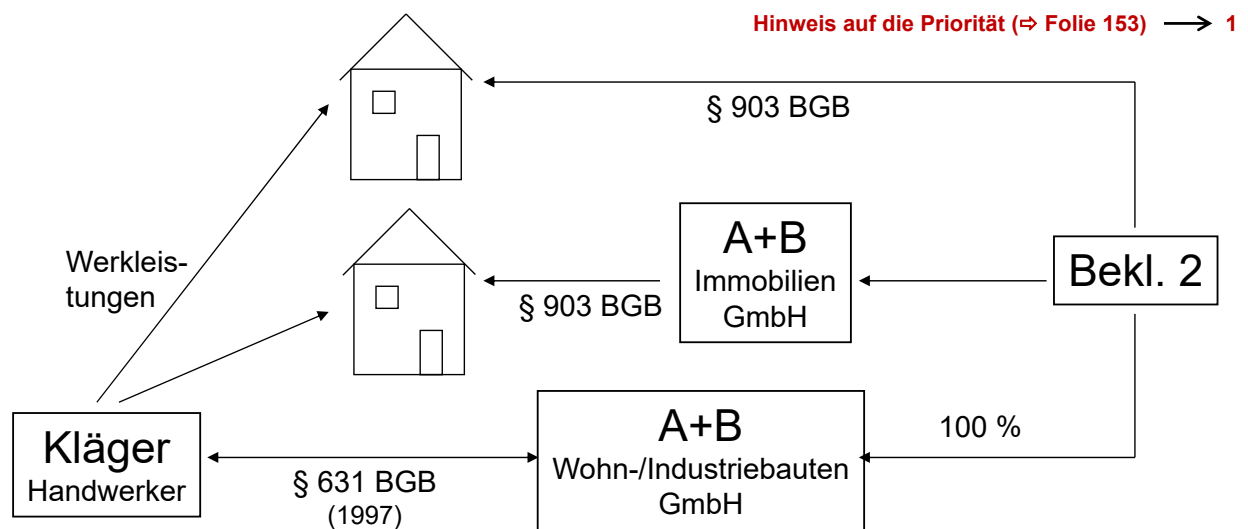 Hinweis auf die Priorität (⇨ Folie 153) ⟶ 1
§ 903 BGB
Werkleis-
tungen
A+B
Immobilien
GmbH
Bekl. 2
§ 903 BGB
Kläger
Handwerker
§ 631 BGB
(1997)
A+B
Wohn-/Industriebauten
GmbH
100 %